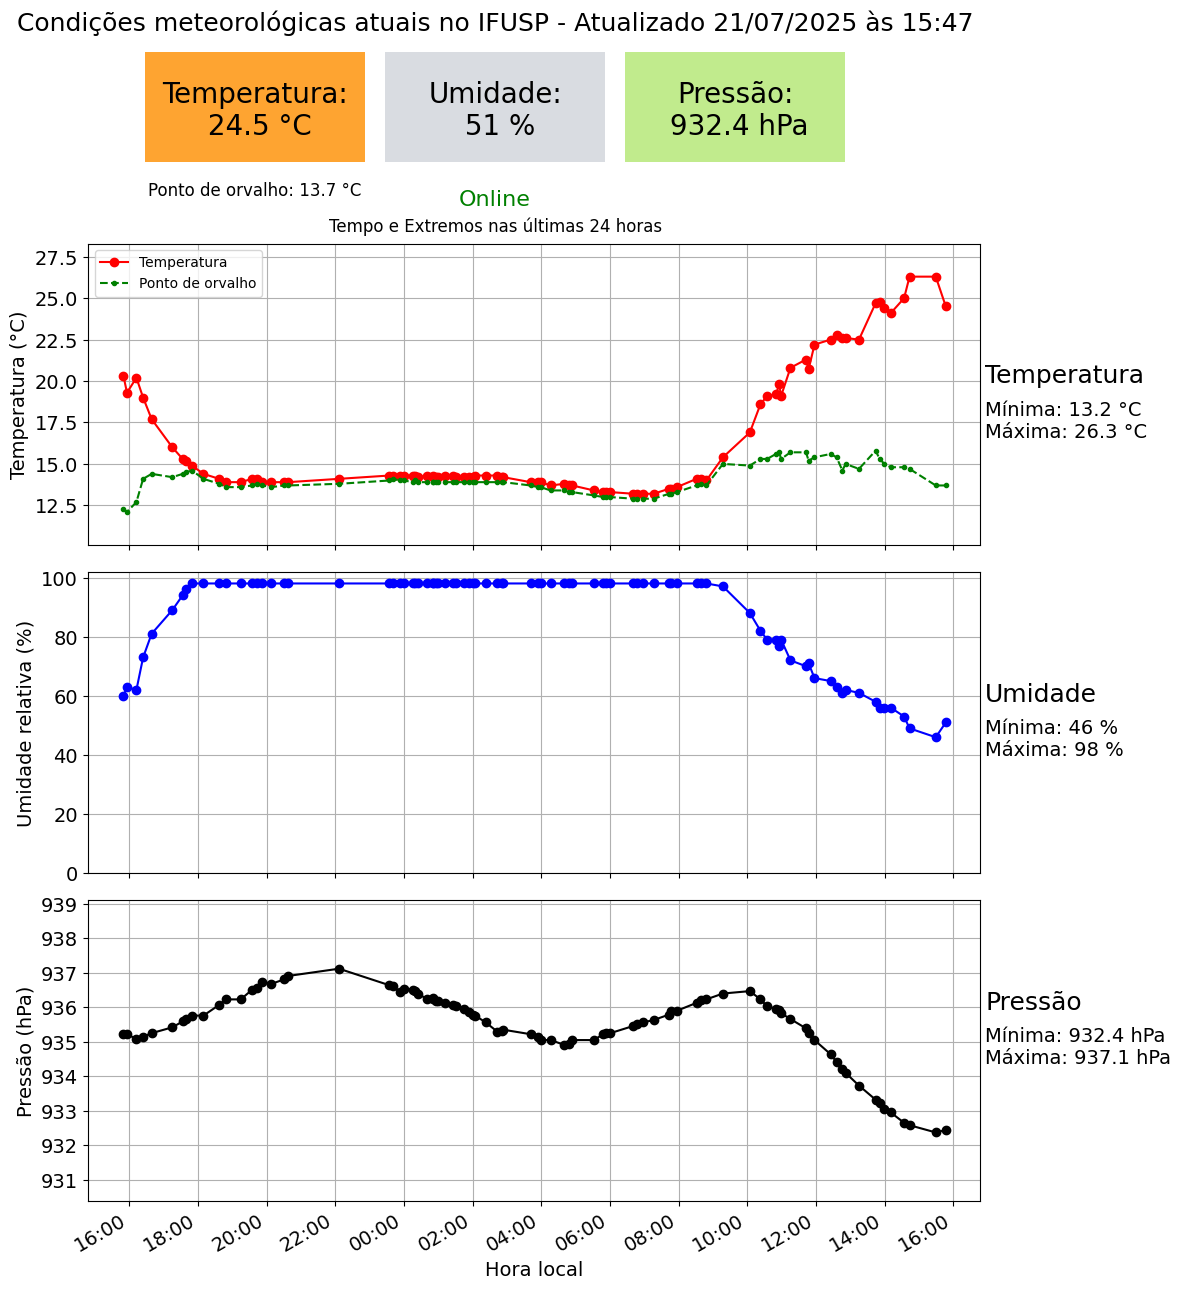 Condições meteorológicas atuais no IFUSP - Atualizado 21/07/2025 às 15:47
Temperatura:
24.5 °C
Umidade:
51 %
Pressão:
932.4 hPa
Ponto de orvalho: 13.7 °C
Online
Tempo e Extremos nas últimas 24 horas
Temperatura
Ponto de orvalho
Temperatura (°C)
27.5
25.0
22.5
20.0
17.5
15.0
12.5
Temperatura
Mínima: 13.2 °C
Máxima: 26.3 °C
Umidade relativa (%)
100
80
60
40
20
0
Umidade
Mínima: 46 %
Máxima: 98 %
Pressão (hPa)
939
938
937
936
935
934
933
932
931
Pressão
Mínima: 932.4 hPa
Máxima: 937.1 hPa
16:00
18:00
20:00
22:00
00:00
02:00
04:00
06:00
08:00
10:00
12:00
14:00
16:00
Hora local